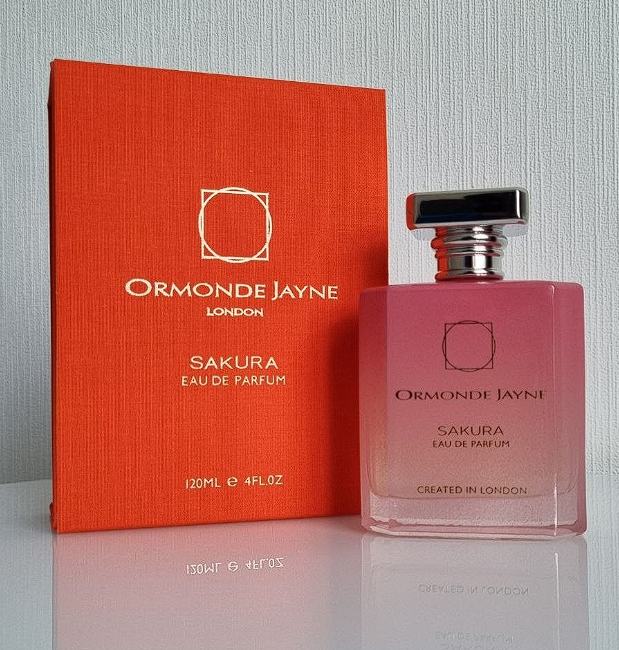 ORMONDE JAYNE
LONDON
SAKURA
EAU DE PARFUM
120ML e 4FL.OZ
ORMONDE JAYNE
SAKURA
EAU DE PARFUM
CREATED IN LONDON